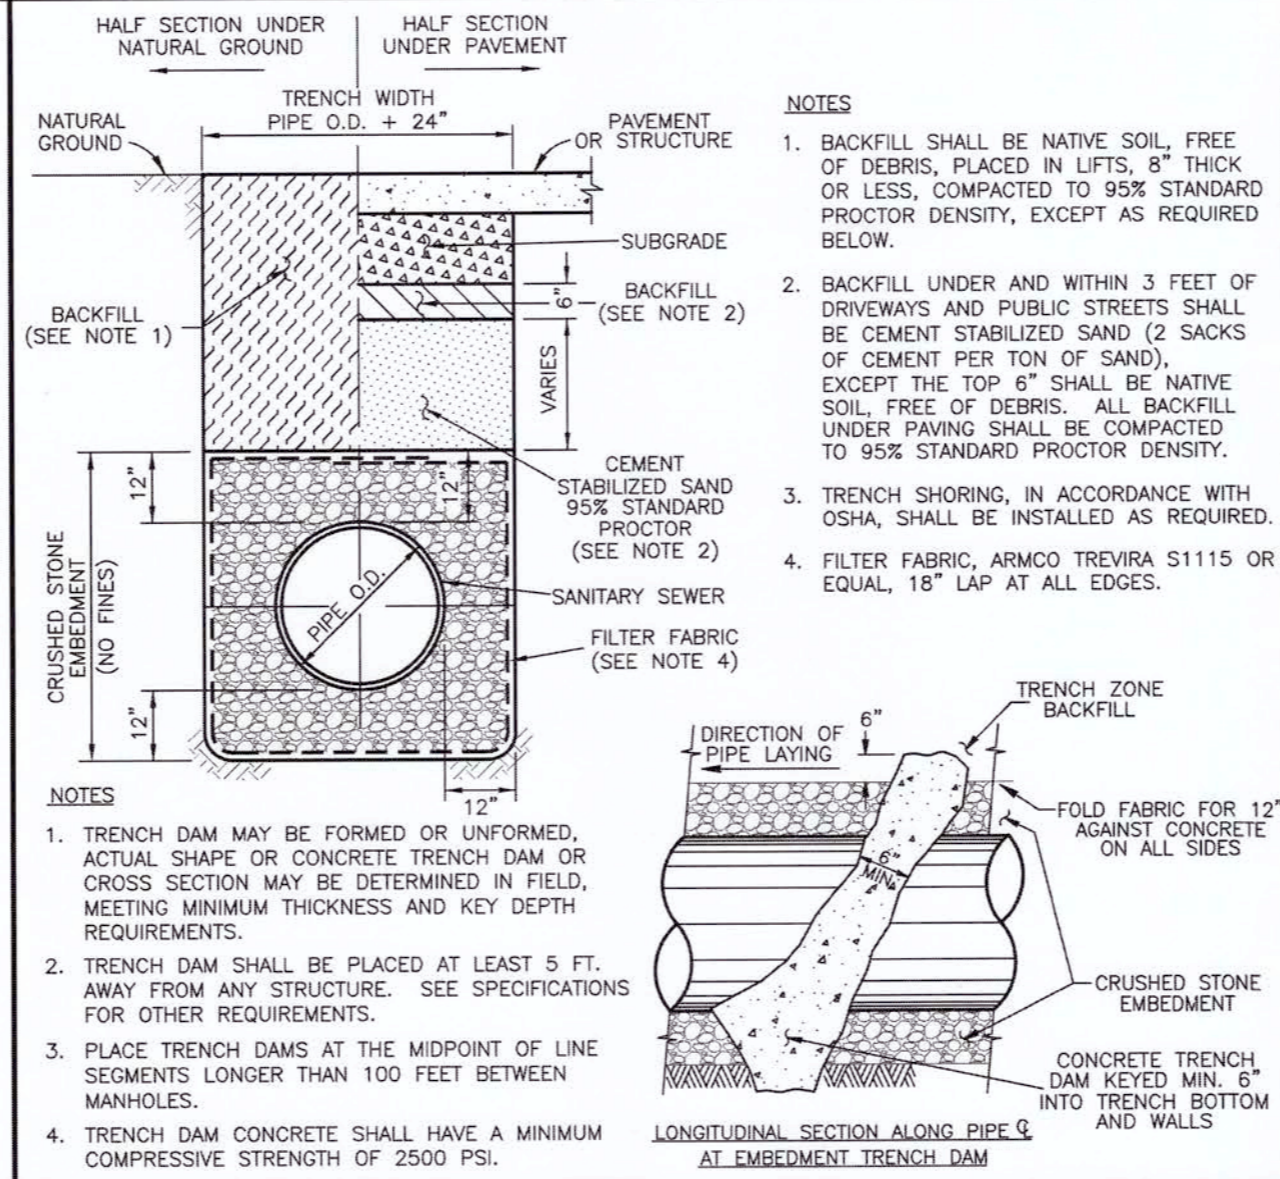 HALF SECTION UNDER
NATURAL GROUND
HALF SECTION
UNDER PAVEMENT
TRENCH WIDTH
PIPE O.D. + 24"
NATURAL
GROUND
PAVEMENT
OR STRUCTURE
SUBGRADE
6"
BACKFILL
(SEE NOTE 2)
BACKFILL
(SEE NOTE 1)
VARIES
12"
12"
CEMENT
STABILIZED SAND
95% STANDARD
PROCTOR
(SEE NOTE 2)
CRUSHED STONE
EMBEDMENT
(NO FINES)
PIPE O.D.
SANITARY SEWER
FILTER FABRIC
(SEE NOTE 4)
12"
12"
NOTES
1. BACKFILL SHALL BE NATIVE SOIL, FREE
OF DEBRIS, PLACED IN LIFTS, 8" THICK
OR LESS, COMPACTED TO 95% STANDARD
PROCTOR DENSITY, EXCEPT AS REQUIRED
BELOW.
2. BACKFILL UNDER AND WITHIN 3 FEET OF
DRIVEWAYS AND PUBLIC STREETS SHALL
BE CEMENT STABILIZED SAND (2 SACKS
OF CEMENT PER TON OF SAND),
EXCEPT THE TOP 6" SHALL BE NATIVE
SOIL, FREE OF DEBRIS. ALL BACKFILL
UNDER PAVING SHALL BE COMPACTED
TO 95% STANDARD PROCTOR DENSITY.
3. TRENCH SHORING, IN ACCORDANCE WITH
OSHA, SHALL BE INSTALLED AS REQUIRED.
4. FILTER FABRIC, ARMCO TREVIRA S1115 OR
EQUAL, 18" LAP AT ALL EDGES.
NOTES
1. TRENCH DAM MAY BE FORMED OR UNFORMED,
ACTUAL SHAPE OR CONCRETE TRENCH DAM OR
CROSS SECTION MAY BE DETERMINED IN FIELD,
MEETING MINIMUM THICKNESS AND KEY DEPTH
REQUIREMENTS.
2. TRENCH DAM SHALL BE PLACED AT LEAST 5 FT.
AWAY FROM ANY STRUCTURE. SEE SPECIFICATIONS
FOR OTHER REQUIREMENTS.
3. PLACE TRENCH DAMS AT THE MIDPOINT OF LINE
SEGMENTS LONGER THAN 100 FEET BETWEEN
MANHOLES.
4. TRENCH DAM CONCRETE SHALL HAVE A MINIMUM
COMPRESSIVE STRENGTH OF 2500 PSI.
TRENCH ZONE
BACKFILL
6"
DIRECTION OF
PIPE LAYING
FOLD FABRIC FOR 12"
AGAINST CONCRETE
ON ALL SIDES
6"
MIN.
CRUSHED STONE
EMBEDMENT
CONCRETE TRENCH
DAM KEYED MIN. 6"
INTO TRENCH BOTTOM
AND WALLS
LONGITUDINAL SECTION ALONG PIPE ℄
AT EMBEDMENT TRENCH DAM